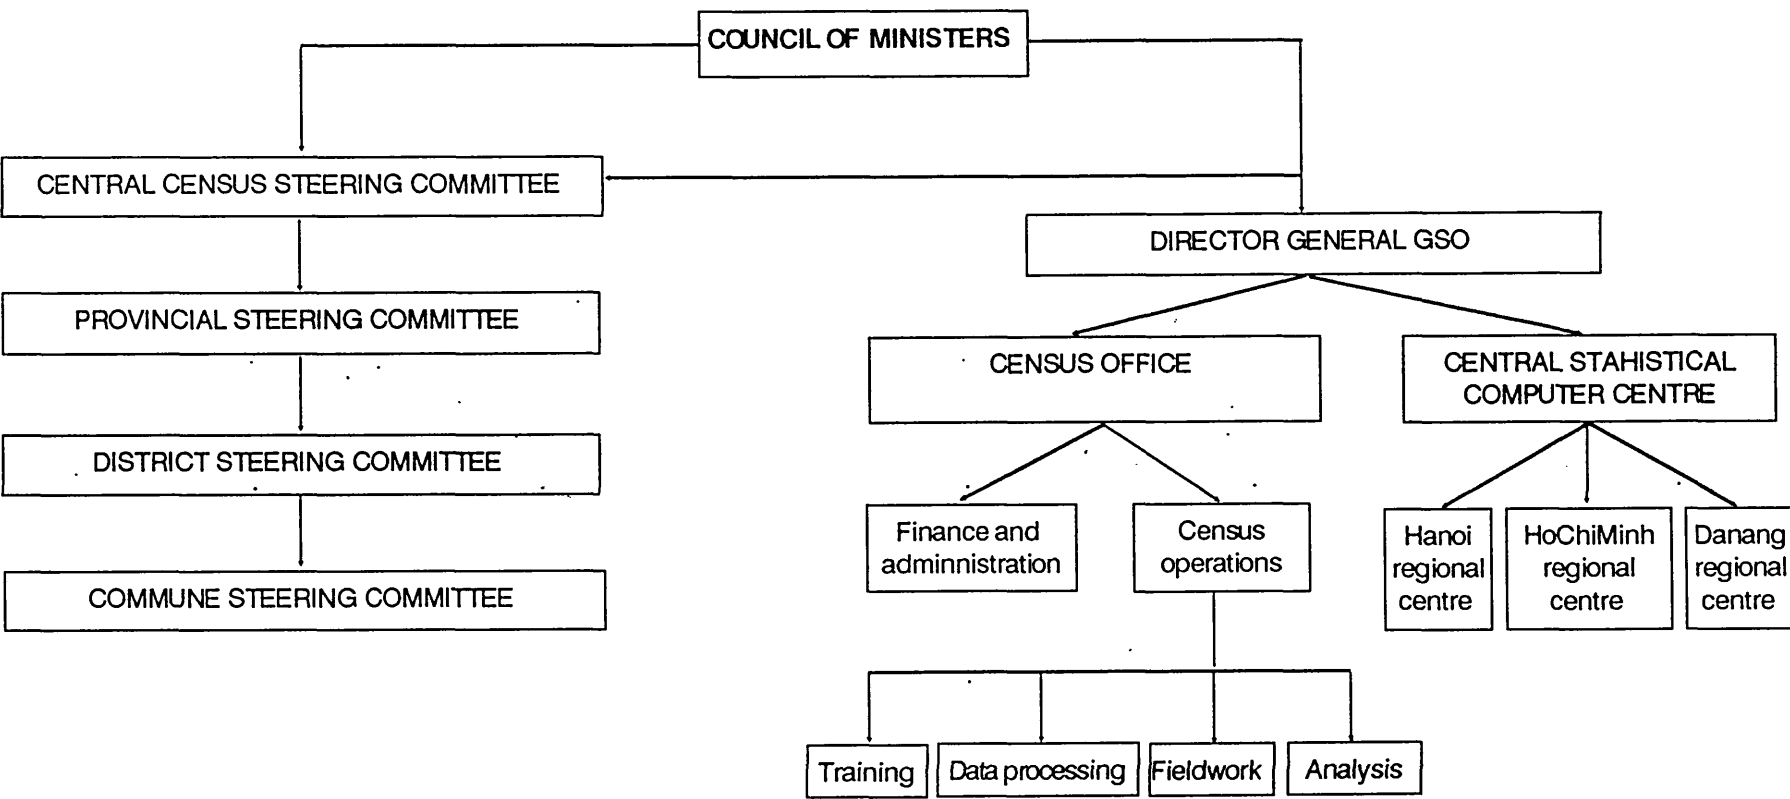 COUNCIL OF MINISTERS
CENTRAL CENSUS STEERING COMMITTEE
DIRECTOR GENERAL GSO
PROVINCIAL STEERING COMMITTEE
CENSUS OFFICE
CENTRAL STAHISTICAL
COMPUTER CENTRE
DISTRICT STEERING COMMITTEE
Finance and
adminnistration
Census
operations
Hanoi
regional
centre
HoChiMinh
regional
centre
Danang
regional
centre
COMMUNE STEERING COMMITTEE
Training
Data processing
Fieldwork
Analysis